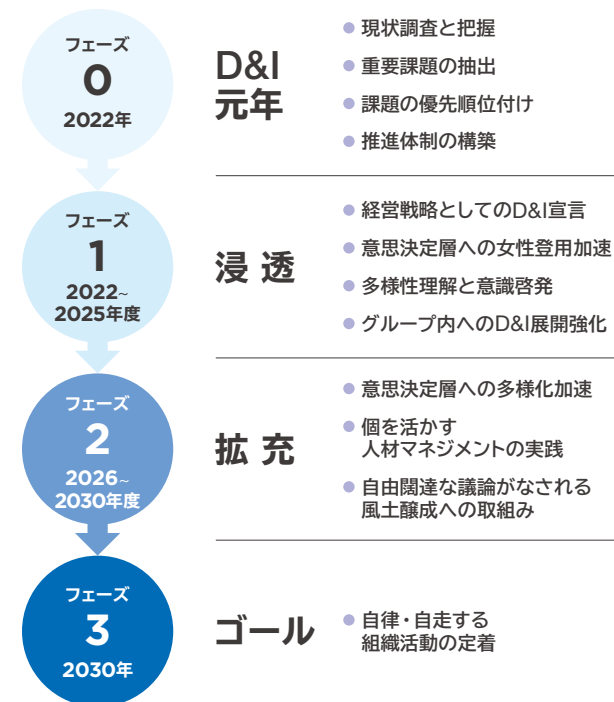 フェーズ
0
2022年
D&I
元年
● 現状調査と把握
● 重要課題の抽出
● 課題の優先順位付け
● 推進体制の構築
フェーズ
1
2022~
2025年度
浸 透
● 経営戦略としてのD&I宣言
● 意思決定層への女性登用加速
● 多様性理解と意識啓発
● グループ内へのD&I展開強化
フェーズ
2
2026~
2030年度
拡 充
● 意思決定層への多様化加速
● 個を活かす
人材マネジメントの実践
● 自由闊達な議論がなされる
風土醸成への取組み
フェーズ
3
2030年
ゴール
● 自律・自走する
組織活動の定着